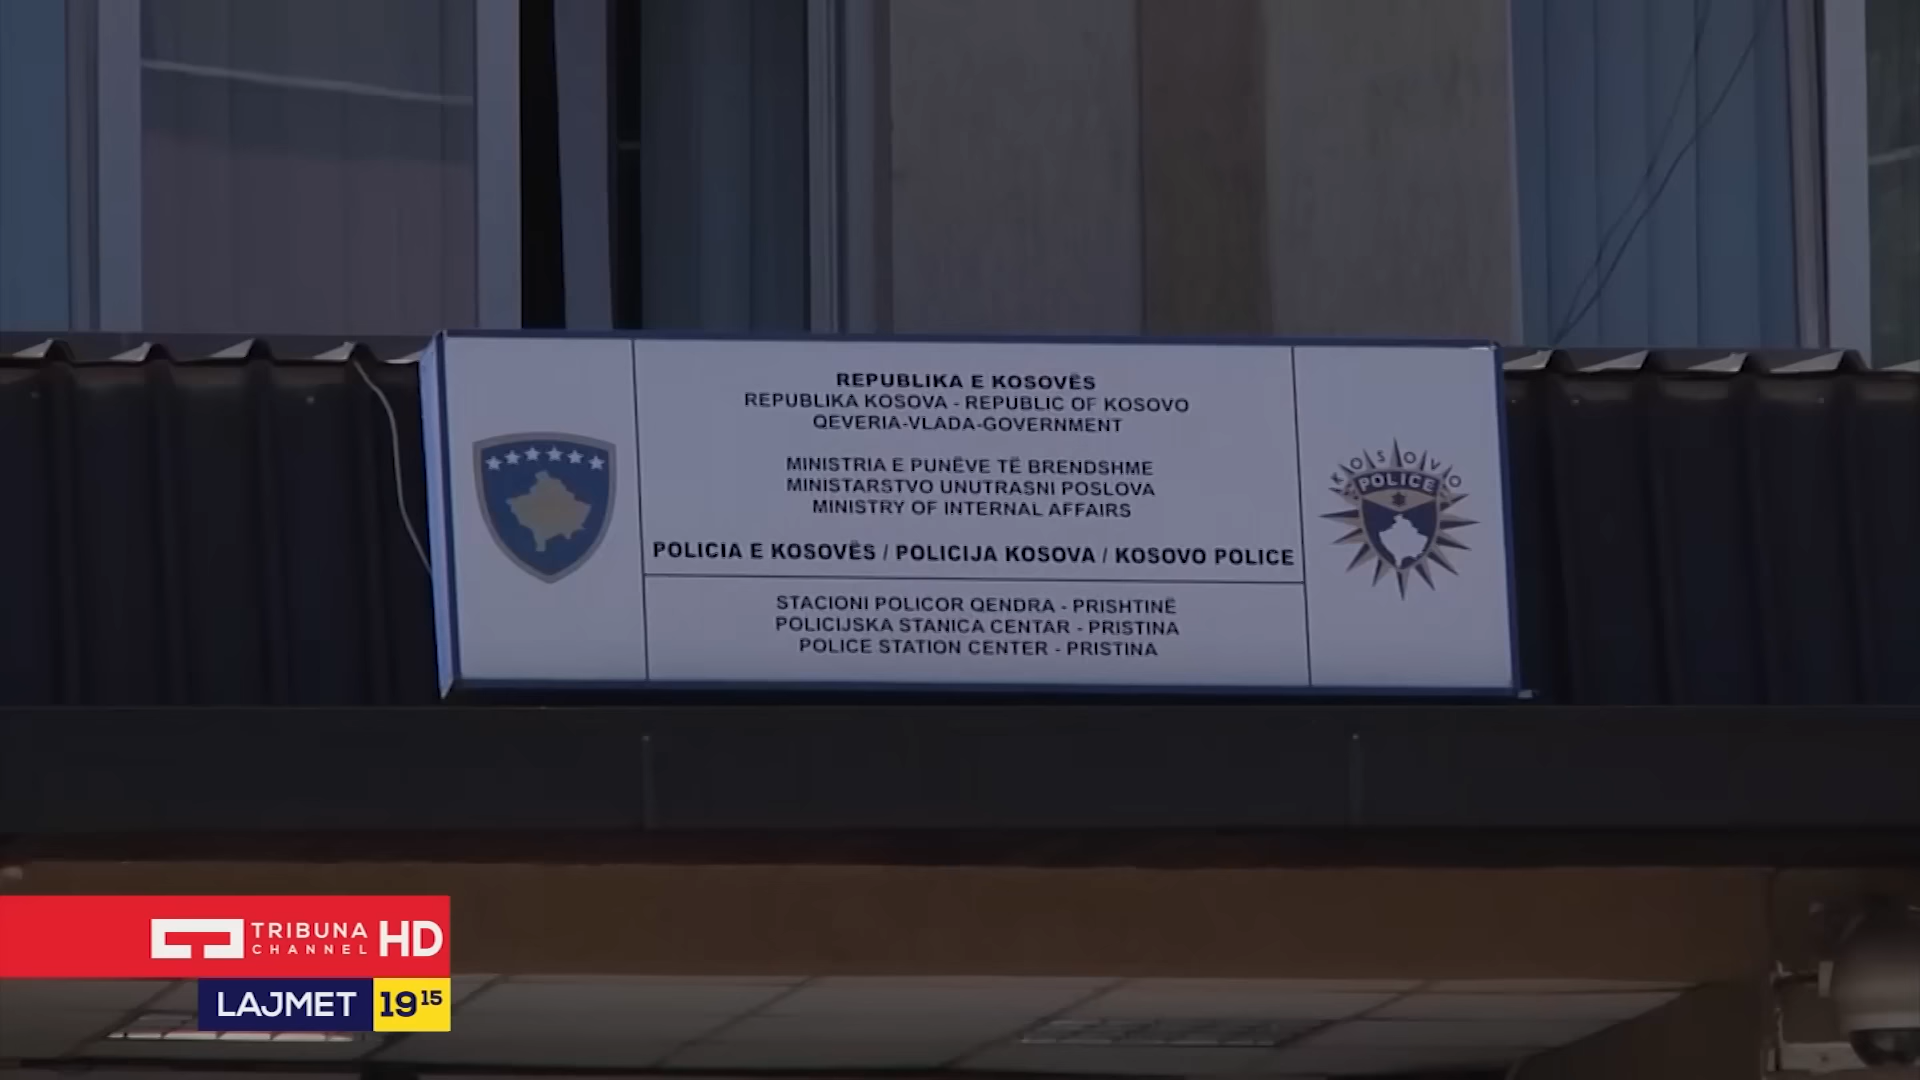 REPUBLIKA E KOSOVËS
REPUBLIKA KOSOVA - REPUBLIC OF KOSOVO
QEVERIA-VLADA-GOVERNMENT
MINISTRIA E PUNËVE TË BRENDSHME
MINISTARSTVO UNUTRASNI POSLOVA
MINISTRY OF INTERNAL AFFAIRS
POLICIA E KOSOVËS / POLICIJA KOSOVA / KOSOVO POLICE
STACIONI POLICOR QENDRA - PRISHTINË
POLICIJSKA STANICA CENTAR - PRISTINA
POLICE STATION CENTER - PRISTINA
KOSOVO
POLICE
TRIBUNA
CHANNEL
HD
LAJMET 19 15